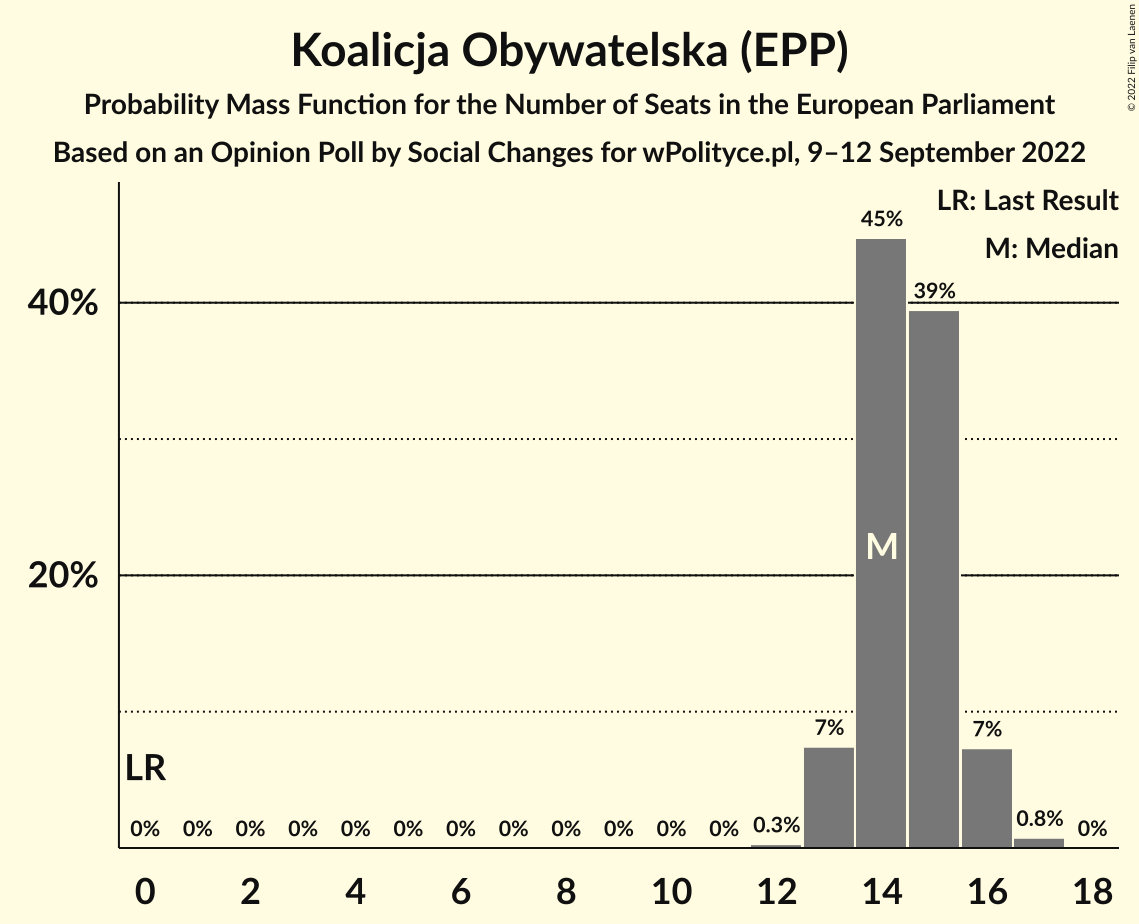 Koalicja Obywatelska (EPP)
Probability Mass Function for the Number of Seats in the European Parliament
Based on an Opinion Poll by Social Changes for wPolityce.pl, 9–12 September 2022
© 2022 Filip van Laenen
LR: Last Result
M: Median
45%
39%
40%
M
20%
7%
7%
LR
0% 0% 0% 0% 0% 0% 0% 0% 0% 0% 0% 0% 0.3% 0.8% 0%
0 2 4 6 8 10 12 14 16 18